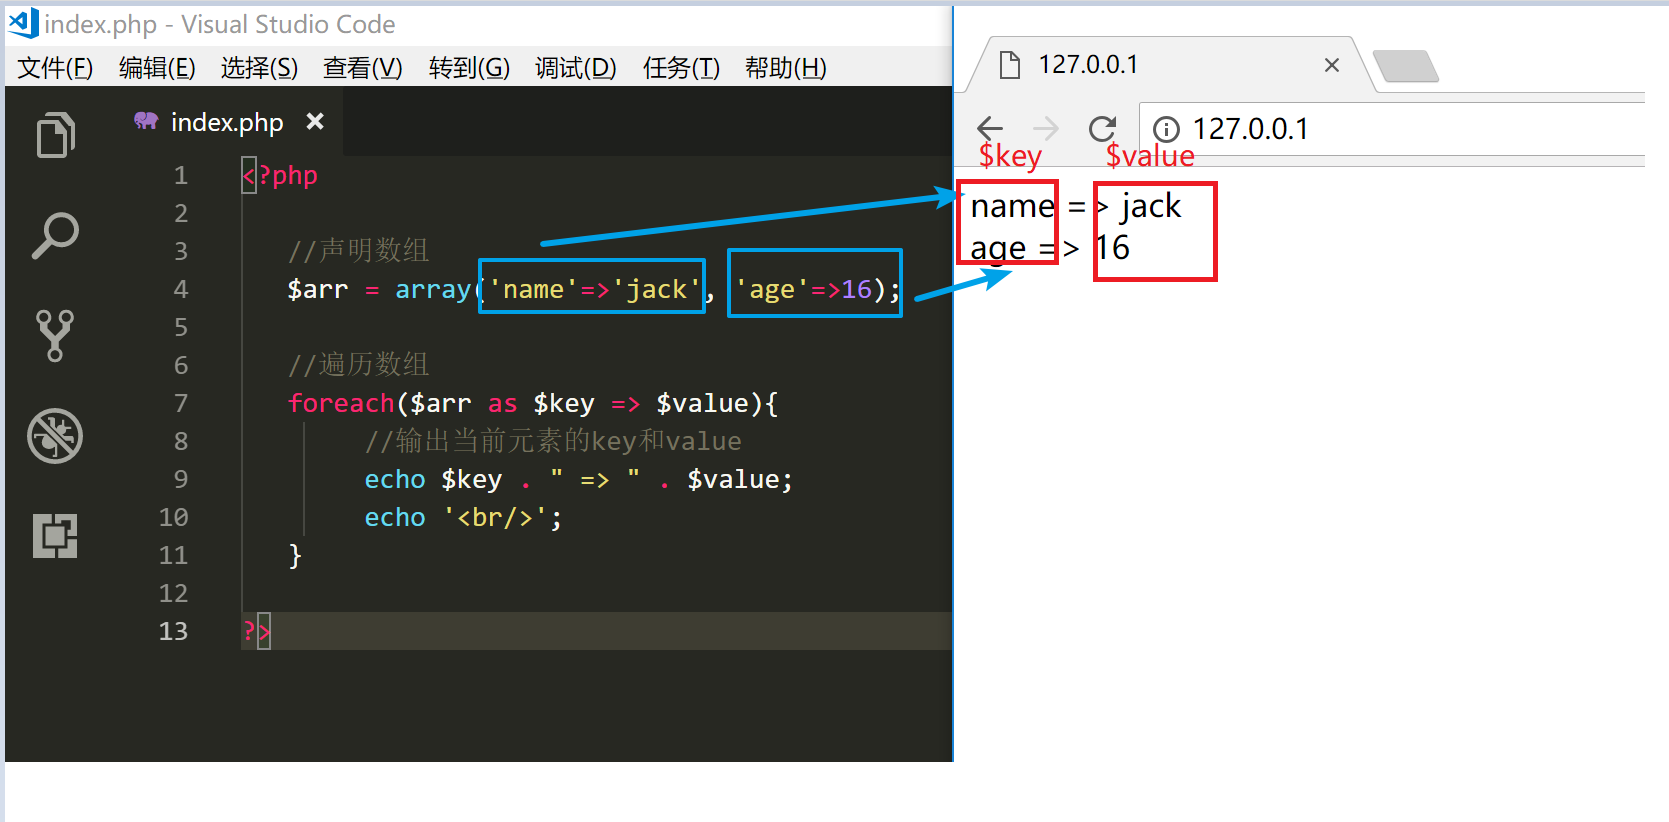 index.php - Visual Studio Code
文件(F) 编辑(E) 选择(S) 查看(V) 转到(G) 调试(D) 任务(T) 帮助(H)
index.php
1 <?php
2
3 //声明数组
4 $arr = array('name'=>'jack', 'age'=>16);
5
6 //遍历数组
7 foreach($arr as $key => $value){
8 //输出当前元素的key和value
9 echo $key . " => " . $value;
10 echo '<br/>';
11 }
12
13 ?>
127.0.0.1
127.0.0.1
$key $value
name => jack
age => 16